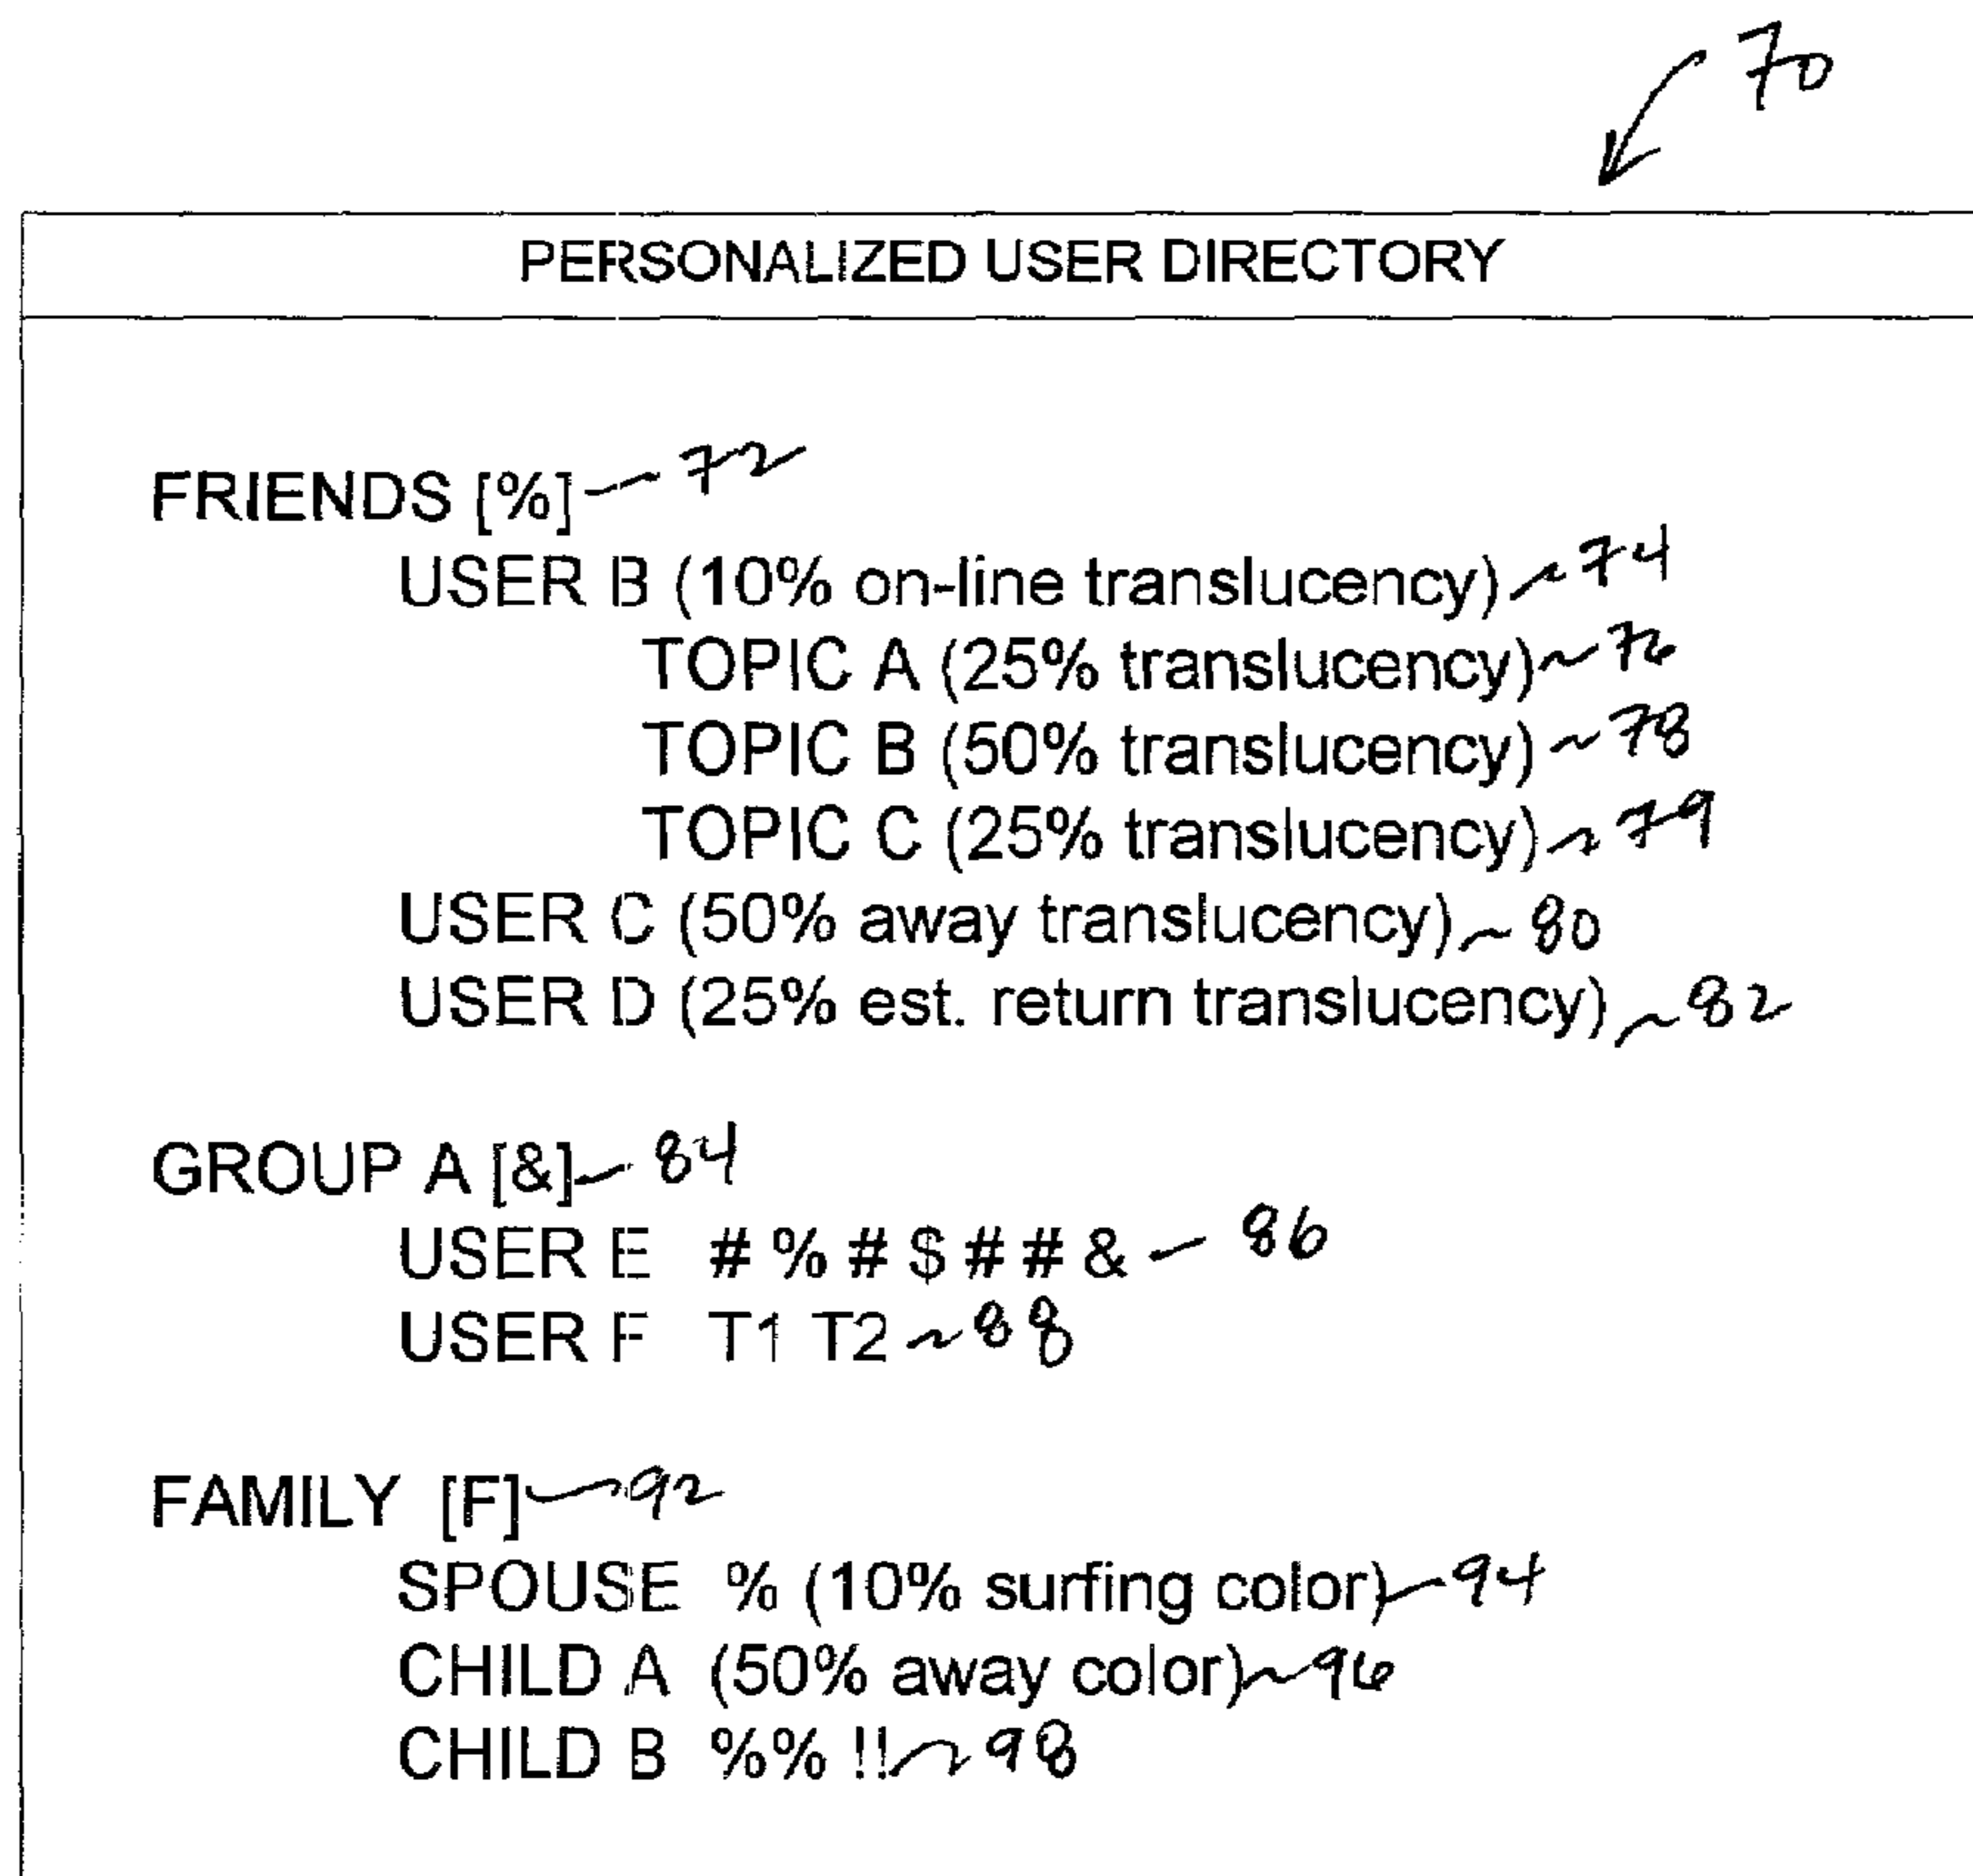 70
PERSONALIZED USER DIRECTORY
FRIENDS [%] 72
USER B (10% on-line translucency) 74
TOPIC A (25% translucency) 76
TOPIC B (50% translucency) 78
TOPIC C (25% translucency) 79
USER C (50% away translucency) 80
USER D (25% est. return translucency) 82
GROUP A [&] 84
USER E # % # $ # # & 86
USER F T1 T2 88
FAMILY [F] 92
SPOUSE % (10% surfing color) 94
CHILD A (50% away color) 96
CHILD B %% !! 98